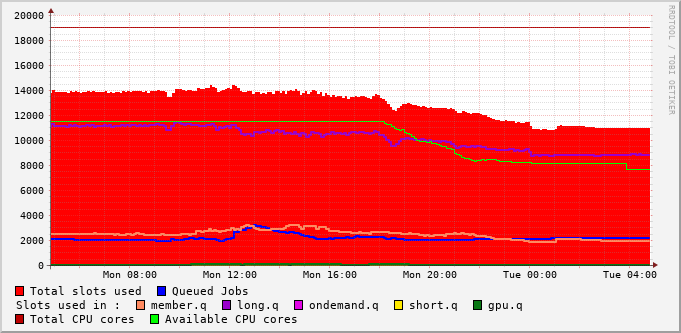 20000
18000
16000
14000
12000
10000
8000
6000
4000
2000
0
Mon 08:00 Mon 12:00 Mon 16:00 Mon 20:00 Tue 00:00 Tue 04:00
RRDTOOL / TOBI OETIKER
Total slots used Queued Jobs
Slots used in : member.q long.q ondemand.q short.q gpu.q
Total CPU cores Available CPU cores